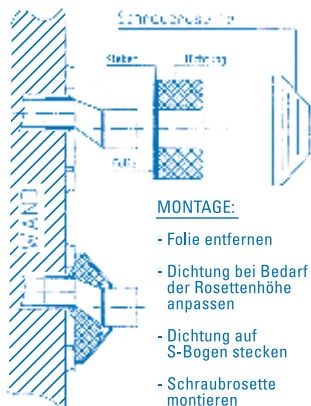 Schraubrosette
Kleber
Dichtung
Folie
WAND
MONTAGE:
- Folie entfernen
- Dichtung bei Bedarf
der Rosettenhöhe
anpassen
- Dichtung auf
S-Bogen stecken
- Schraubrosette
montieren